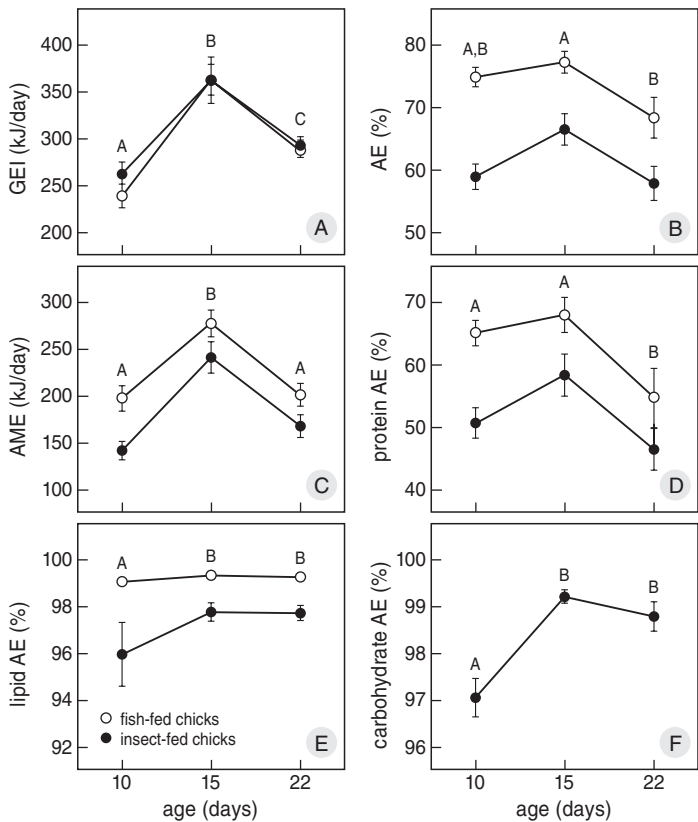 400
350
300
250
200
GEI (kJ/day)
A
B
C
A
80
70
60
50
AE (%)
A,B
A
B
B
300
250
200
150
100
AME (kJ/day)
A
B
A
C
70
60
50
40
protein AE (%)
A
A
B
D
100
98
96
94
92
lipid AE (%)
A
B
B
fish-fed chicks
insect-fed chicks
E
10
15
22
age (days)
100
99
98
97
96
carbohydrate AE (%)
A
B
B
F
10
15
22
age (days)